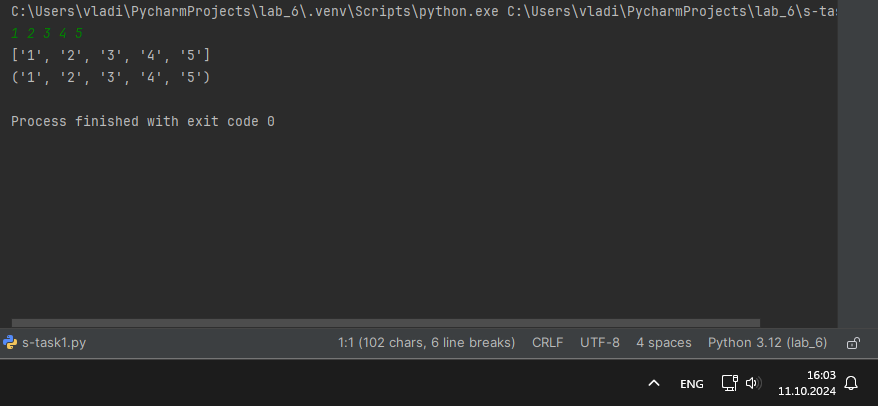 C:\Users\vladi\PycharmProjects\lab_6\.venv\Scripts\python.exe C:\Users\vladi\PycharmProjects\lab_6\s-tas
1 2 3 4 5
['1', '2', '3', '4', '5']
('1', '2', '3', '4', '5')
Process finished with exit code 0
s-task1.py 1:1 (102 chars, 6 line breaks) CRLF UTF-8 4 spaces Python 3.12 (lab_6)
ENG
16:03
11.10.2024